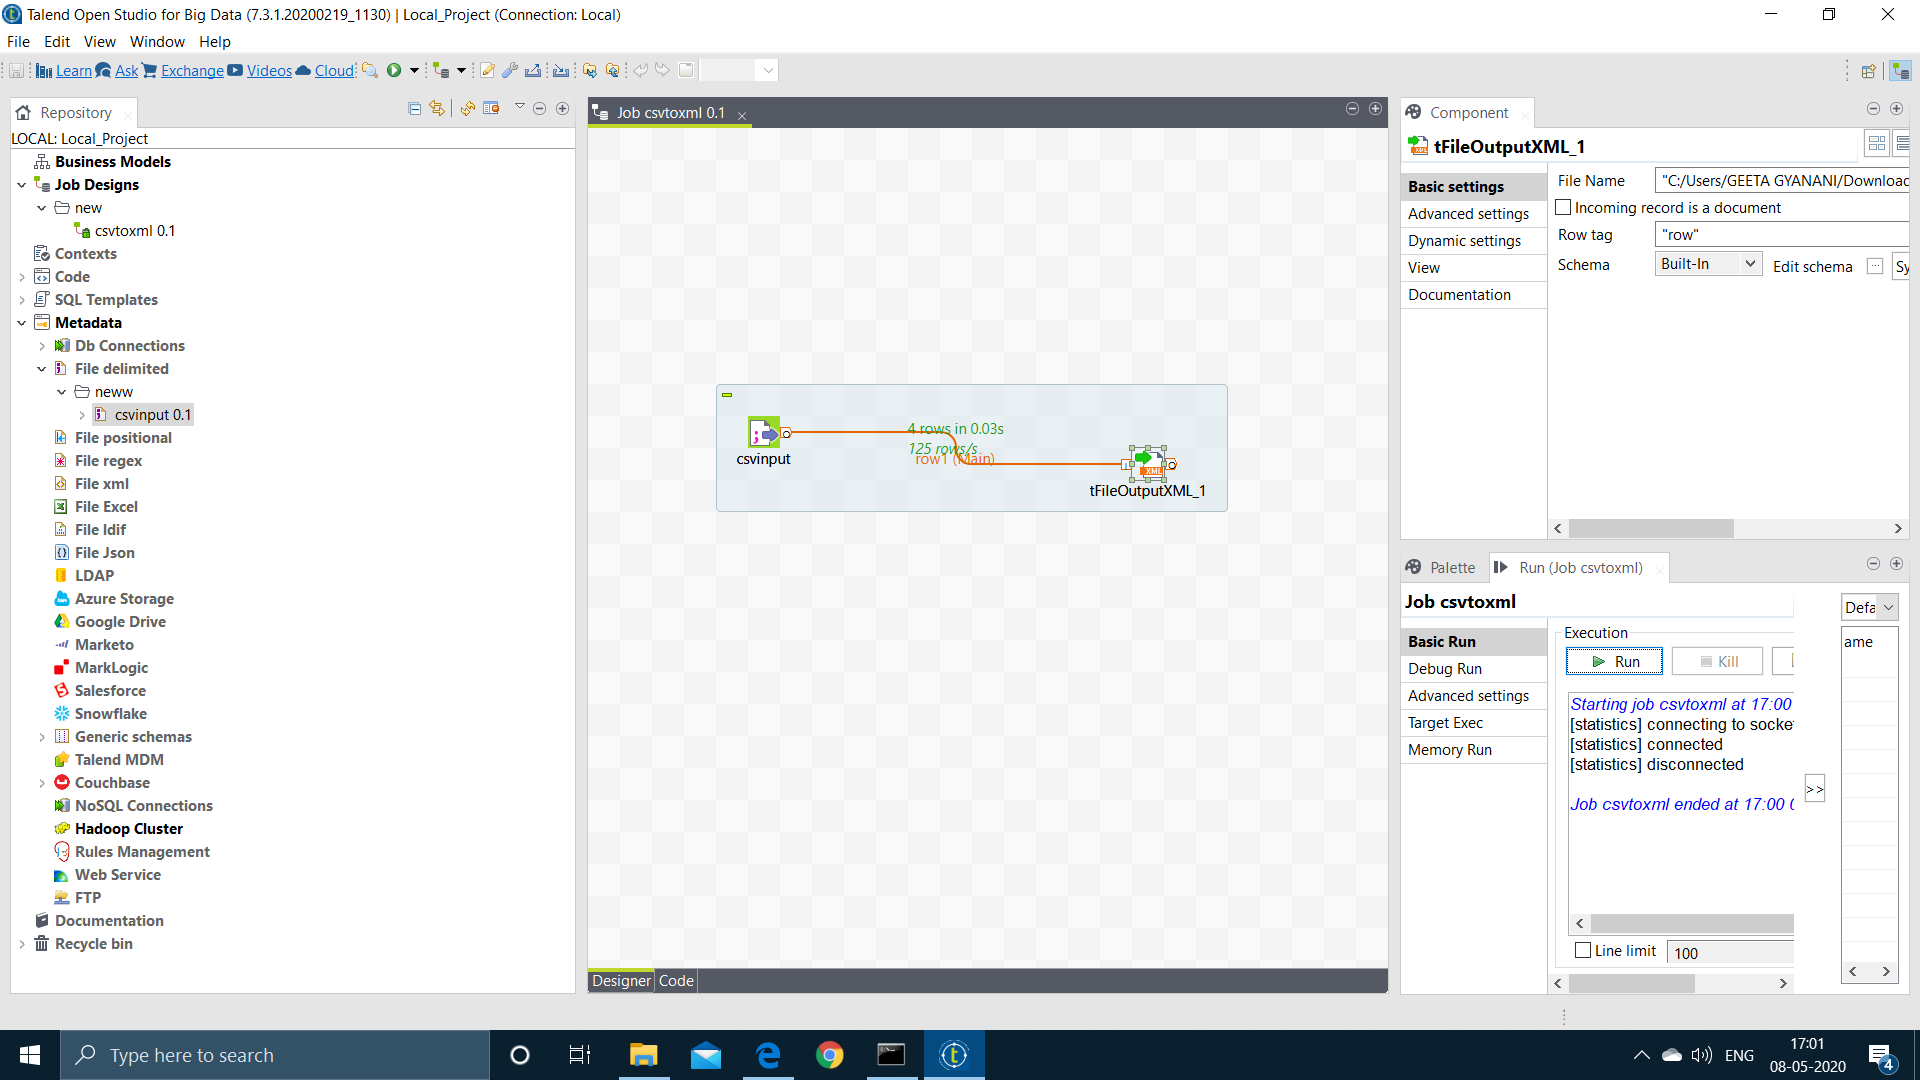 Talend Open Studio for Big Data (7.3.1.20200219_1130) | Local_Project (Connection: Local)
File Edit View Window Help
Learn Ask Exchange Videos Cloud
Repository
LOCAL: Local_Project
Business Models
Job Designs
new
csvtoxml 0.1
Contexts
Code
SQL Templates
Metadata
Db Connections
File delimited
neww
csvinput 0.1
File positional
File regex
File xml
File Excel
File ldif
File Json
LDAP
Azure Storage
Google Drive
Marketo
MarkLogic
Salesforce
Snowflake
Generic schemas
Talend MDM
Couchbase
NoSQL Connections
Hadoop Cluster
Rules Management
Web Service
FTP
Documentation
Recycle bin
Job csvtoxml 0.1
4 rows in 0.03s
125 rows/s
row1 (Main)
csvinput
XML
tFileOutputXML_1
Designer Code
Component
tFileOutputXML_1
Basic settings
Advanced settings
Dynamic settings
View
Documentation
File Name "C:/Users/GEETA GYANANI/Downloac
Incoming record is a document
Row tag "row"
Schema Built-In Edit schema ... Sy
Palette Run (Job csvtoxml)
Job csvtoxml
Basic Run
Debug Run
Advanced settings
Target Exec
Memory Run
Execution
Run Kill
Starting job csvtoxml at 17:00
[statistics] connecting to socke
[statistics] connected
[statistics] disconnected
Job csvtoxml ended at 17:00
Line limit 100
>>
Defa
ame
Type here to search
ENG
17:01
08-05-2020
4